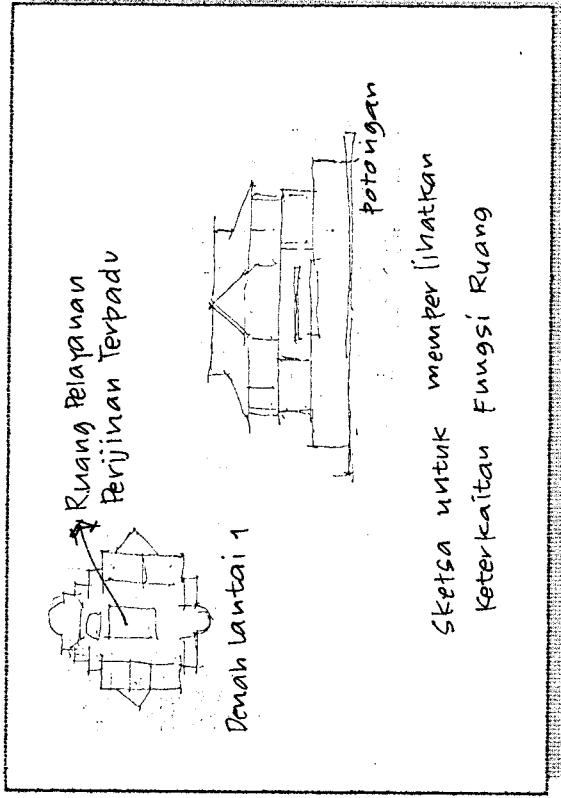 Ruang Pelayanan
Perijinan Terpadu
Denah Lantai 1
potongan
Sketsa untuk memperlihatkan
Keterkaitan Fungsi Ruang